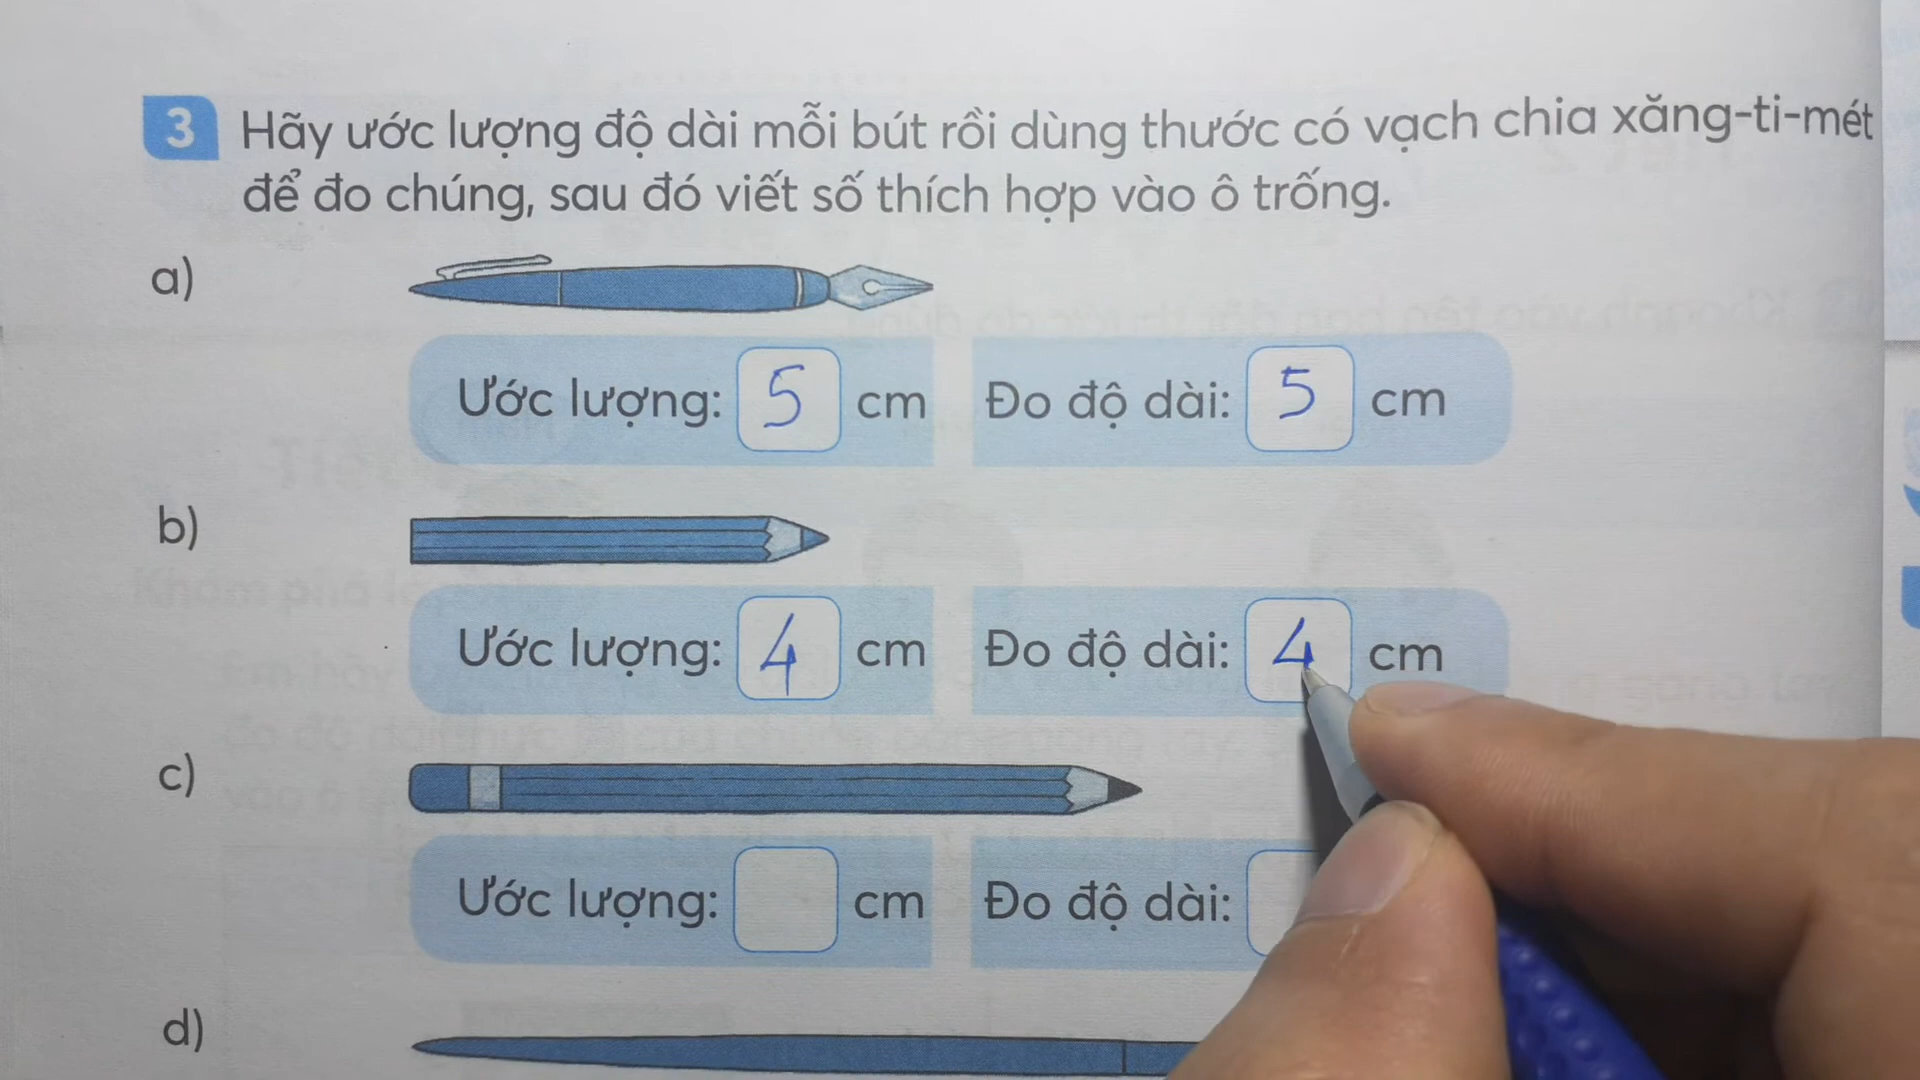 3 Hãy ước lượng độ dài mỗi bút rồi dùng thước có vạch chia xăng-ti-mét
để đo chúng, sau đó viết số thích hợp vào ô trống.
a)
Ước lượng: 5 cm Đo độ dài: 5 cm
b)
Ước lượng: 4 cm Đo độ dài: 4 cm
c)
Ước lượng: cm Đo độ dài:
d)